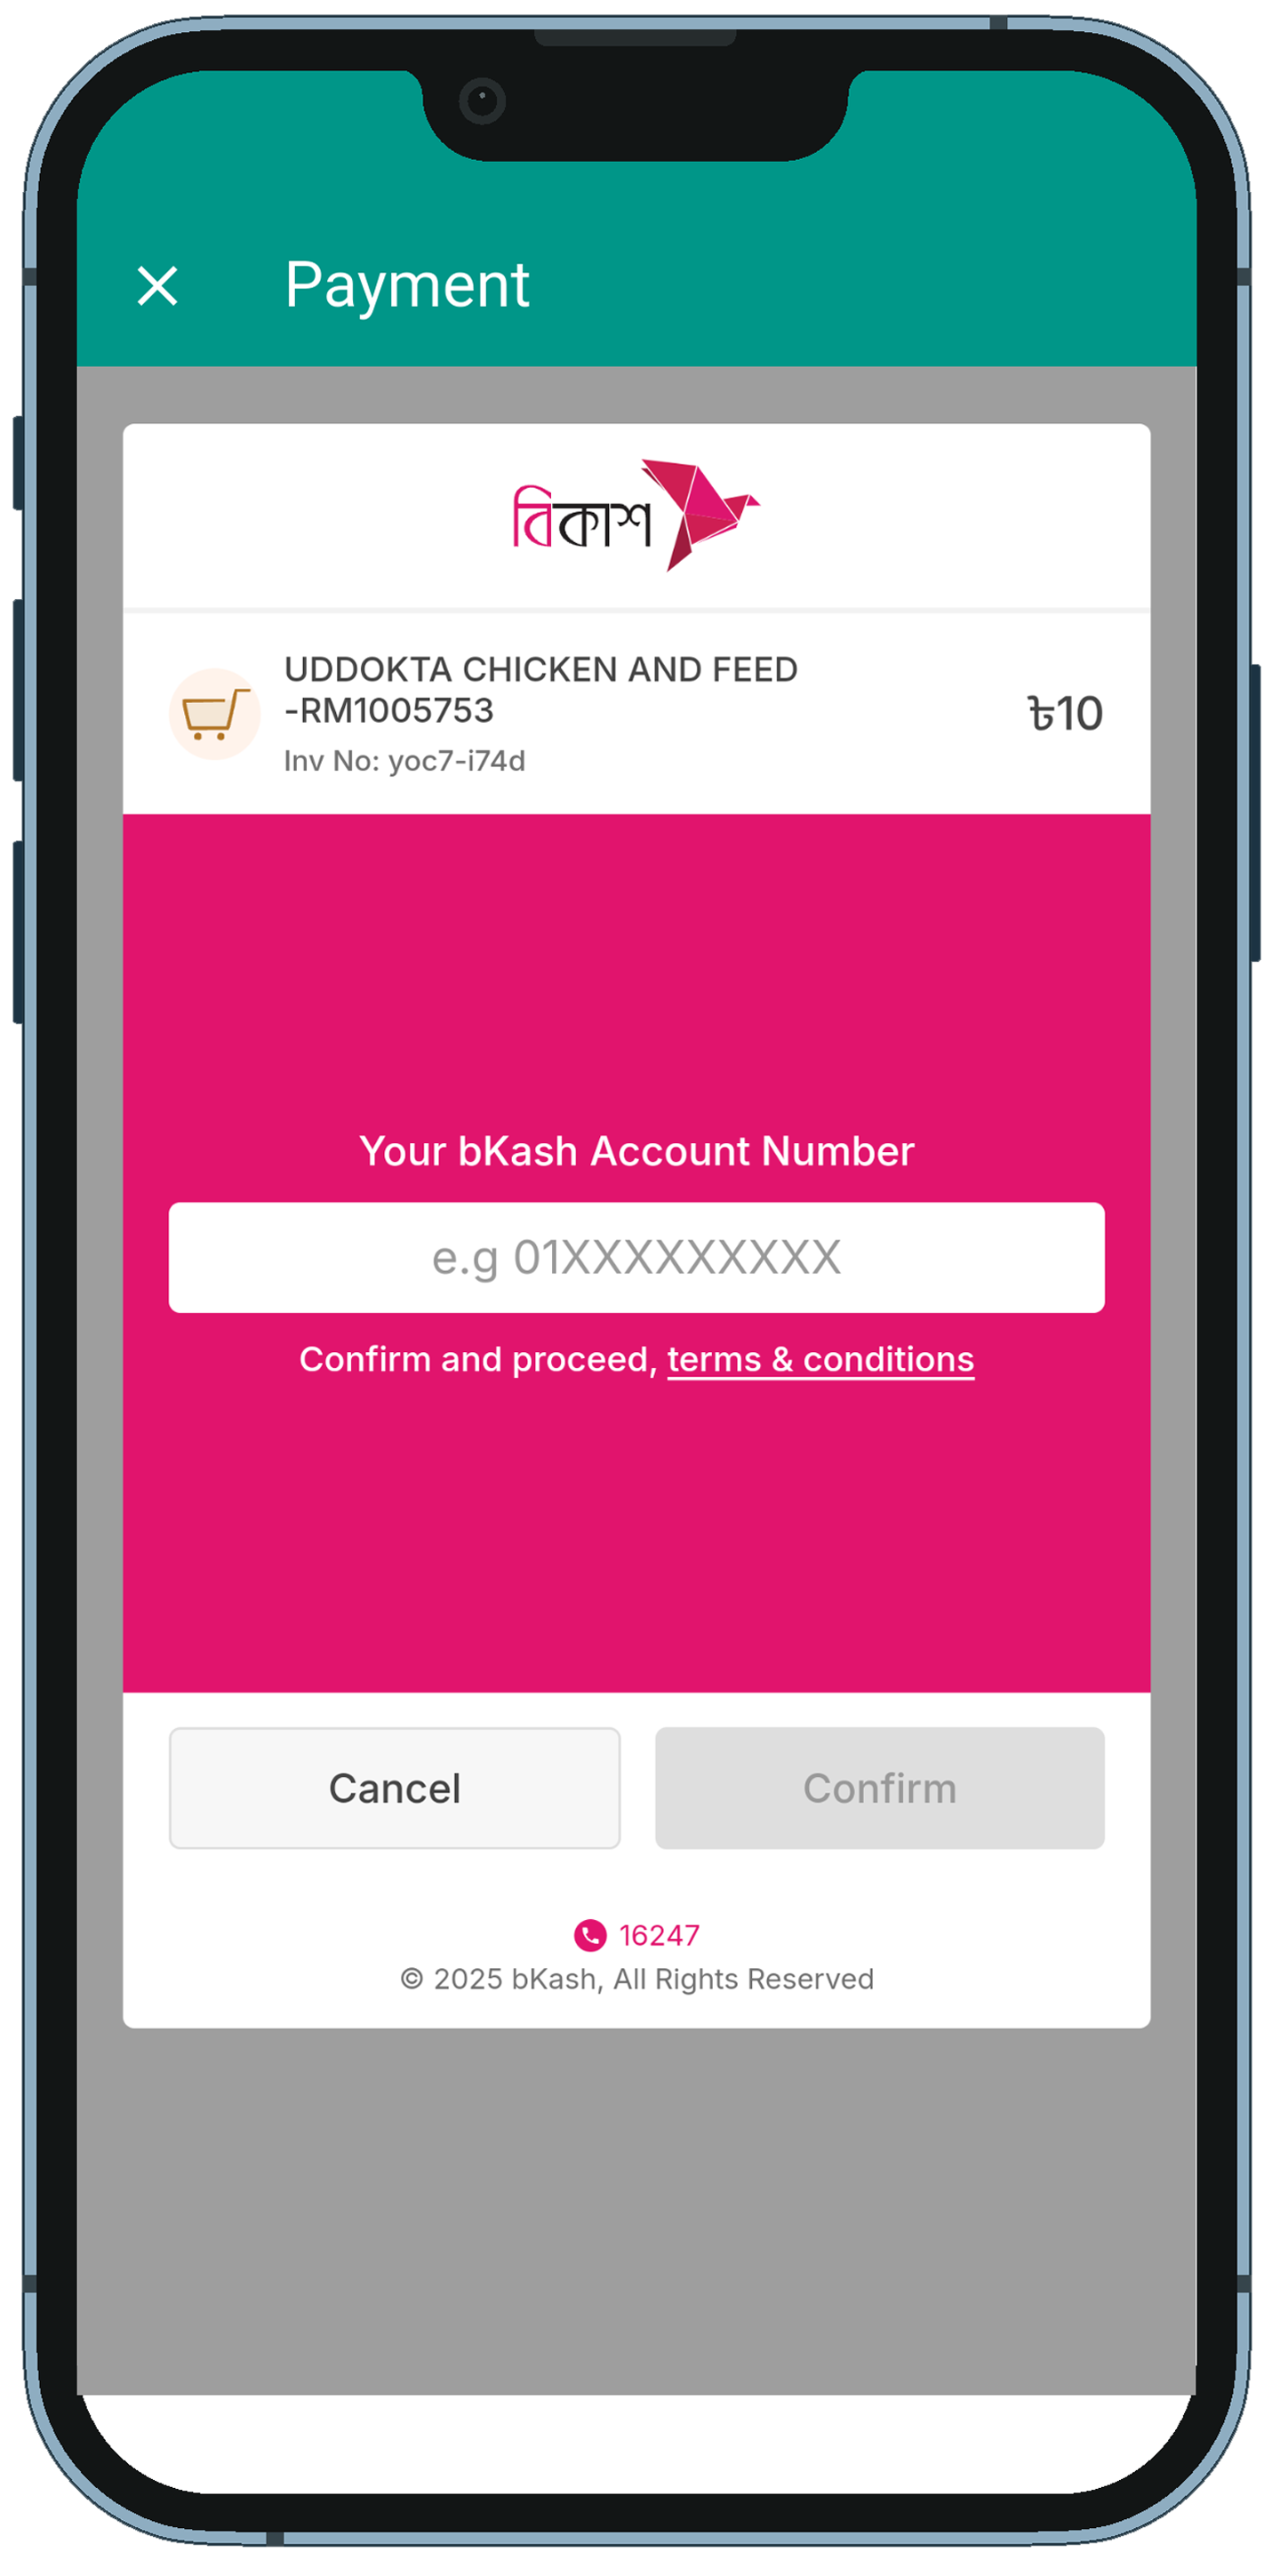 Payment
বিকাশ
UDDOKTA CHICKEN AND FEED
-RM1005753
৳10
Inv No: yoc7-i74d
Your bKash Account Number
e.g 01XXXXXXXXX
Confirm and proceed, terms & conditions
Cancel
Confirm
16247
© 2025 bKash, All Rights Reserved